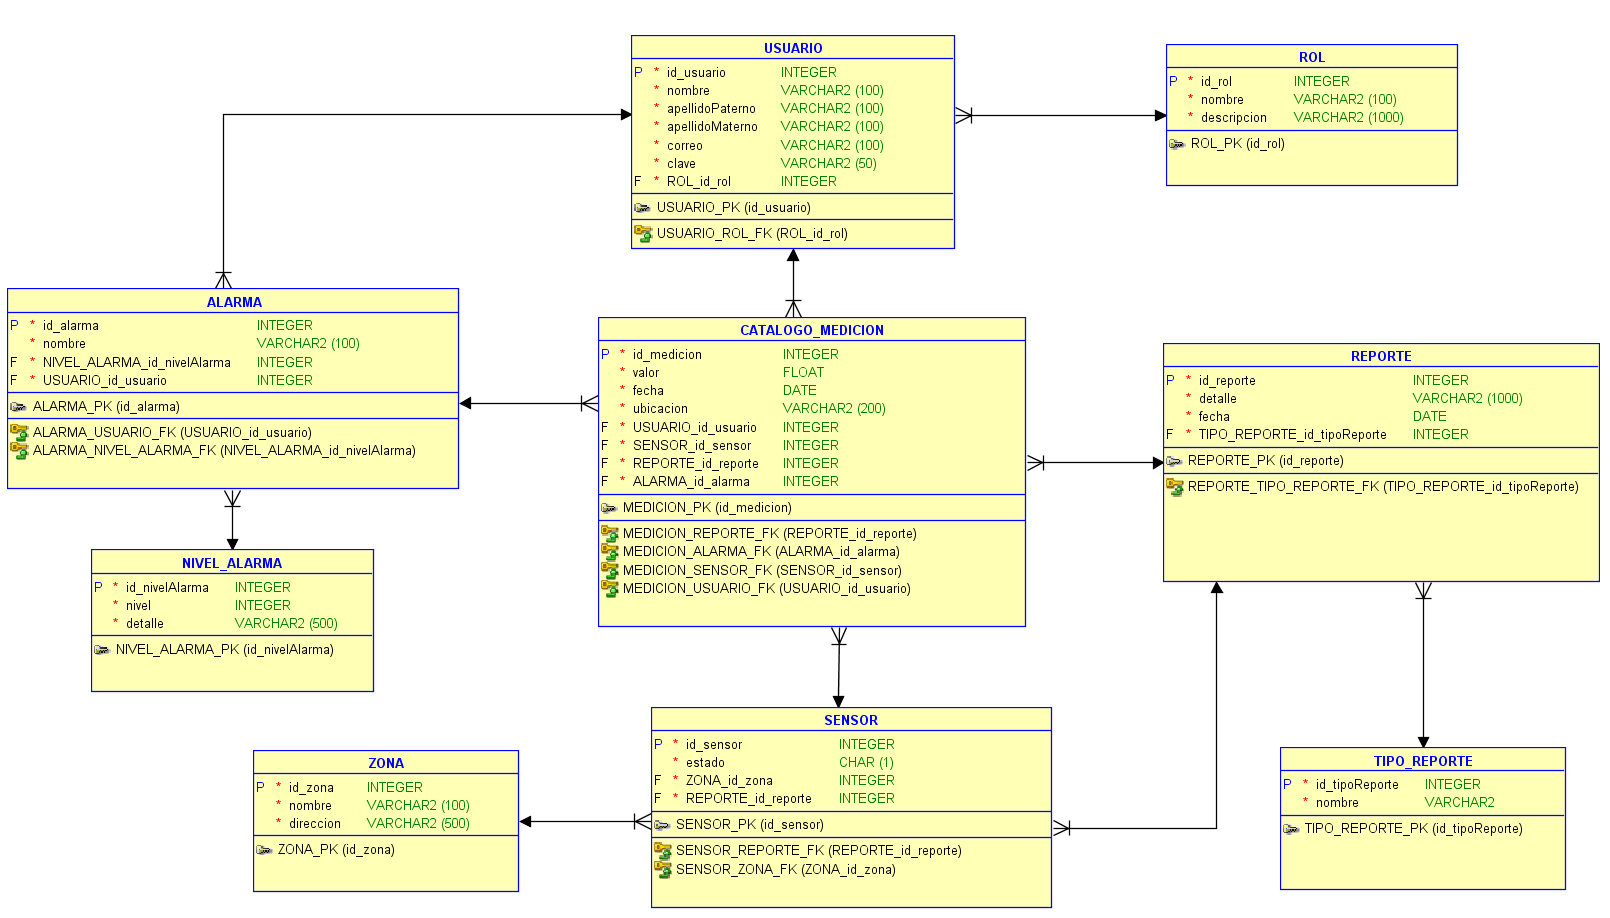 USUARIO
P * id_usuario INTEGER
* nombre VARCHAR2 (100)
* apellidoPaterno VARCHAR2 (100)
* apellidoMaterno VARCHAR2 (100)
* correo VARCHAR2 (100)
* clave VARCHAR2 (50)
F * ROL_id_rol INTEGER
USUARIO_PK (id_usuario)
USUARIO_ROL_FK (ROL_id_rol)
ROL
P * id_rol INTEGER
* nombre VARCHAR2 (100)
* descripcion VARCHAR2 (1000)
ROL_PK (id_rol)
ALARMA
P * id_alarma INTEGER
* nombre VARCHAR2 (100)
F * NIVEL_ALARMA_id_nivelAlarma INTEGER
F * USUARIO_id_usuario INTEGER
ALARMA_PK (id_alarma)
ALARMA_USUARIO_FK (USUARIO_id_usuario)
ALARMA_NIVEL_ALARMA_FK (NIVEL_ALARMA_id_nivelAlarma)
CATALOGO_MEDICION
P * id_medicion INTEGER
* valor FLOAT
* fecha DATE
* ubicacion VARCHAR2 (200)
F * USUARIO_id_usuario INTEGER
F * SENSOR_id_sensor INTEGER
F * REPORTE_id_reporte INTEGER
F * ALARMA_id_alarma INTEGER
MEDICION_PK (id_medicion)
MEDICION_REPORTE_FK (REPORTE_id_reporte)
MEDICION_ALARMA_FK (ALARMA_id_alarma)
MEDICION_SENSOR_FK (SENSOR_id_sensor)
MEDICION_USUARIO_FK (USUARIO_id_usuario)
REPORTE
P * id_reporte INTEGER
* detalle VARCHAR2 (1000)
* fecha DATE
F * TIPO_REPORTE_id_tipoReporte INTEGER
REPORTE_PK (id_reporte)
REPORTE_TIPO_REPORTE_FK (TIPO_REPORTE_id_tipoReporte)
NIVEL_ALARMA
P * id_nivelAlarma INTEGER
* nivel INTEGER
* detalle VARCHAR2 (500)
NIVEL_ALARMA_PK (id_nivelAlarma)
ZONA
P * id_zona INTEGER
* nombre VARCHAR2 (100)
* direccion VARCHAR2 (500)
ZONA_PK (id_zona)
SENSOR
P * id_sensor INTEGER
* estado CHAR (1)
F * ZONA_id_zona INTEGER
F * REPORTE_id_reporte INTEGER
SENSOR_PK (id_sensor)
SENSOR_REPORTE_FK (REPORTE_id_reporte)
SENSOR_ZONA_FK (ZONA_id_zona)
TIPO_REPORTE
P * id_tipoReporte INTEGER
* nombre VARCHAR2
TIPO_REPORTE_PK (id_tipoReporte)